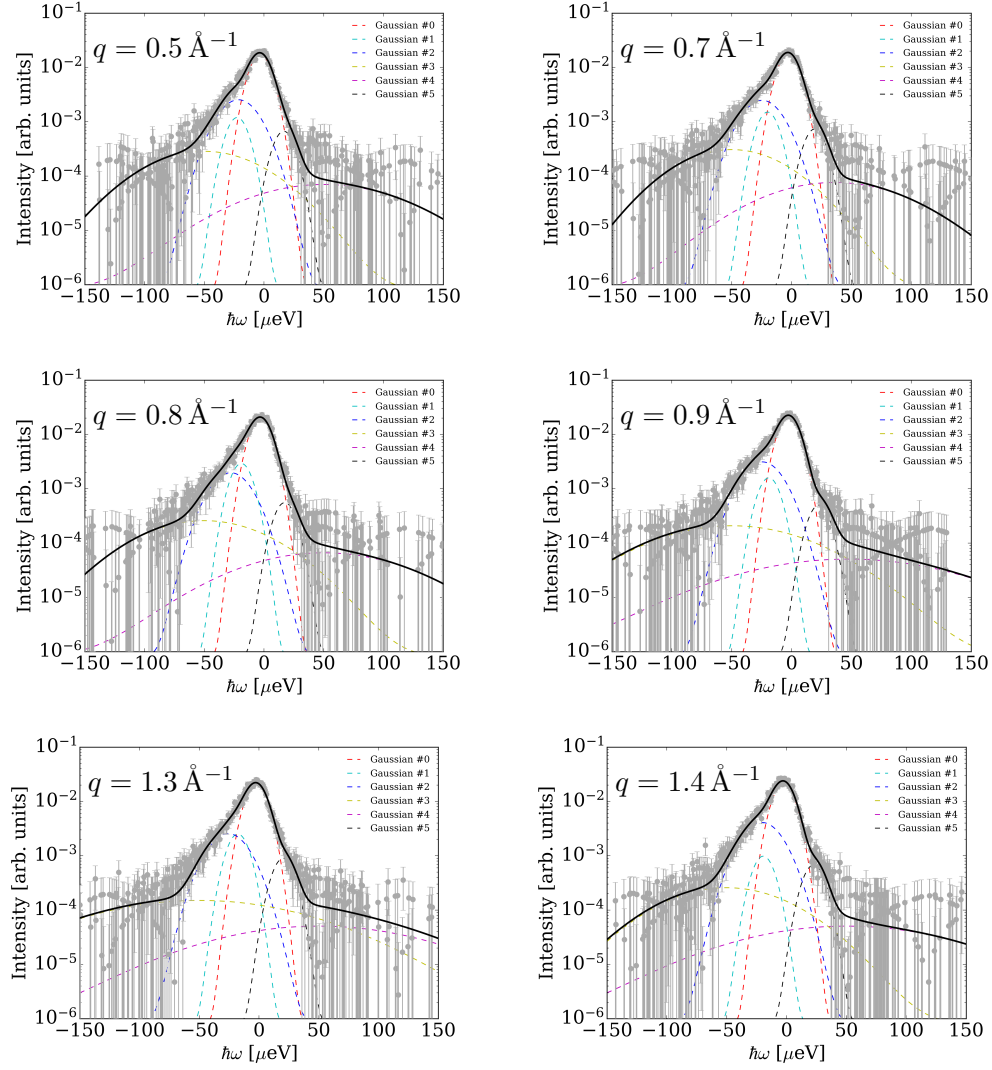 q = 0.5 Å⁻¹
Intensity [arb. units]
10⁻¹
10⁻²
10⁻³
10⁻⁴
10⁻⁵
10⁻⁶
Gaussian #0
Gaussian #1
Gaussian #2
Gaussian #3
Gaussian #4
Gaussian #5
−150 −100 −50 0 50 100 150
ħω [μeV]
q = 0.7 Å⁻¹
Intensity [arb. units]
10⁻¹
10⁻²
10⁻³
10⁻⁴
10⁻⁵
10⁻⁶
Gaussian #0
Gaussian #1
Gaussian #2
Gaussian #3
Gaussian #4
Gaussian #5
−150 −100 −50 0 50 100 150
ħω [μeV]
q = 0.8 Å⁻¹
Intensity [arb. units]
10⁻¹
10⁻²
10⁻³
10⁻⁴
10⁻⁵
10⁻⁶
Gaussian #0
Gaussian #1
Gaussian #2
Gaussian #3
Gaussian #4
Gaussian #5
−150 −100 −50 0 50 100 150
ħω [μeV]
q = 0.9 Å⁻¹
Intensity [arb. units]
10⁻¹
10⁻²
10⁻³
10⁻⁴
10⁻⁵
10⁻⁶
Gaussian #0
Gaussian #1
Gaussian #2
Gaussian #3
Gaussian #4
Gaussian #5
−150 −100 −50 0 50 100 150
ħω [μeV]
q = 1.3 Å⁻¹
Intensity [arb. units]
10⁻¹
10⁻²
10⁻³
10⁻⁴
10⁻⁵
10⁻⁶
Gaussian #0
Gaussian #1
Gaussian #2
Gaussian #3
Gaussian #4
Gaussian #5
−150 −100 −50 0 50 100 150
ħω [μeV]
q = 1.4 Å⁻¹
Intensity [arb. units]
10⁻¹
10⁻²
10⁻³
10⁻⁴
10⁻⁵
10⁻⁶
Gaussian #0
Gaussian #1
Gaussian #2
Gaussian #3
Gaussian #4
Gaussian #5
−150 −100 −50 0 50 100 150
ħω [μeV]